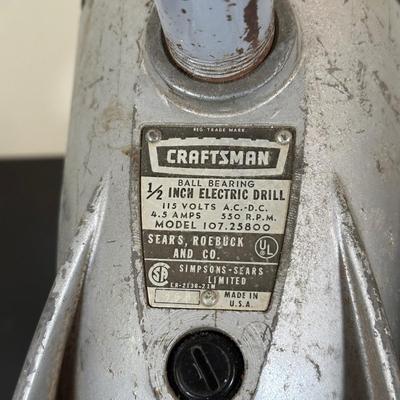 REG. TRADE MARK
CRAFTSMAN
BALL BEARING
1/2 INCH ELECTRIC DRILL
115 VOLTS A.C.-D.C.
4.5 AMPS 550 R.P.M.
MODEL 107.25800
SEARS, ROEBUCK
AND CO.
UL
SIMPSONS-SEARS
LIMITED
MADE IN
U.S.A.